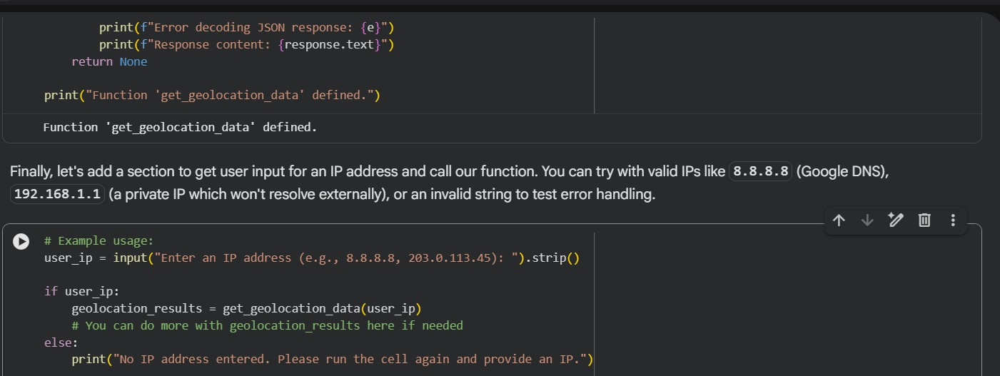 print(f"Error decoding JSON response: {e}")
        print(f"Response content: {response.text}")
    return None
print("Function 'get_geolocation_data' defined.")
Function 'get_geolocation_data' defined.
Finally, let's add a section to get user input for an IP address and call our function. You can try with valid IPs like 8.8.8.8 (Google DNS),
192.168.1.1 (a private IP which won't resolve externally), or an invalid string to test error handling.
# Example usage:
user_ip = input("Enter an IP address (e.g., 8.8.8.8, 203.0.113.45): ").strip()
if user_ip:
    geolocation_results = get_geolocation_data(user_ip)
    # You can do more with geolocation_results here if needed
else:
    print("No IP address entered. Please run the cell again and provide an IP.")